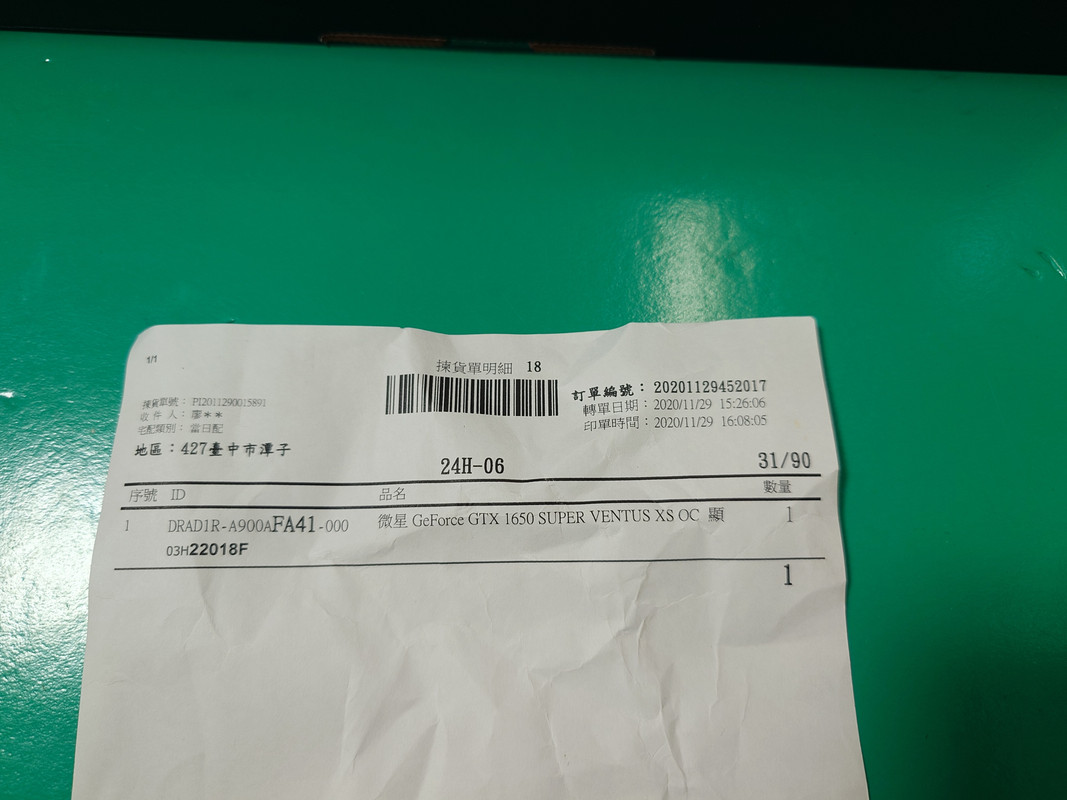 1/1
揀貨單明細 18
揀貨單號：PI2011290015891
收件人：廖**
宅配類別：當日配
地區：427臺中市潭子
訂單編號：20201129452017
轉單日期：2020/11/29 15:26:06
印單時間：2020/11/29 16:08:05
24H-06 31/90
序號 ID 品名 數量
1 DRAD1R-A900AFA41-000 微星 GeForce GTX 1650 SUPER VENTUS XS OC 顯 1
03H22018F
1